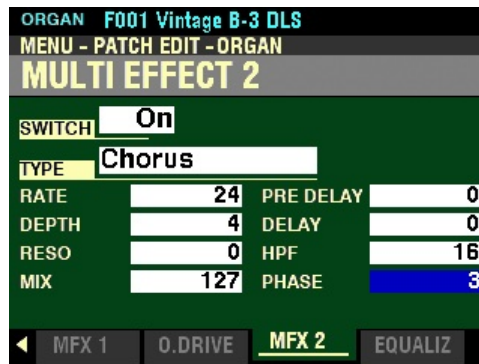 ORGAN F001 Vintage B-3 DLS
MENU - PATCH EDIT - ORGAN
MULTI EFFECT 2
SWITCH On
TYPE Chorus
RATE 24 PRE DELAY 0
DEPTH 4 DELAY 0
RESO 0 HPF 16
MIX 127 PHASE 3
MFX 1 O.DRIVE MFX 2 EQUALIZ